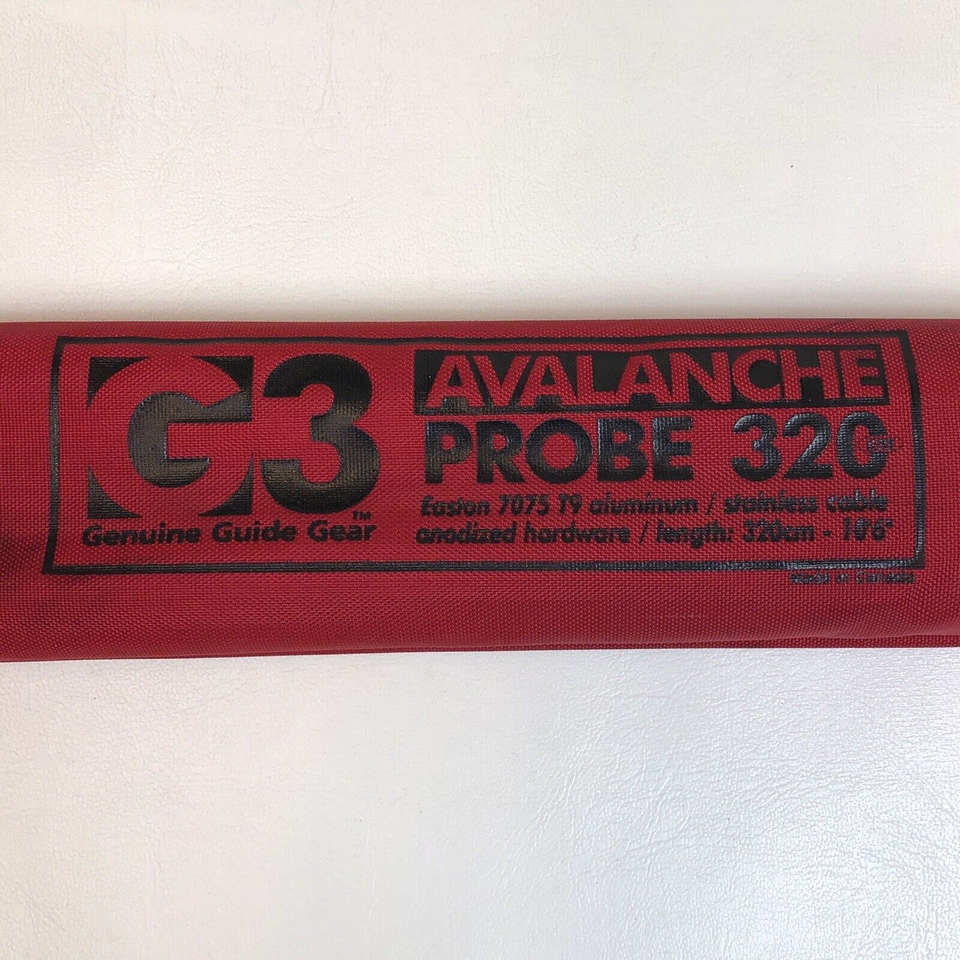 G3
Genuine Guide Gear™
AVALANCHE
PROBE 320
Easton 7075 T9 aluminum / stainless cable
anodized hardware / length: 320cm - 10'6"